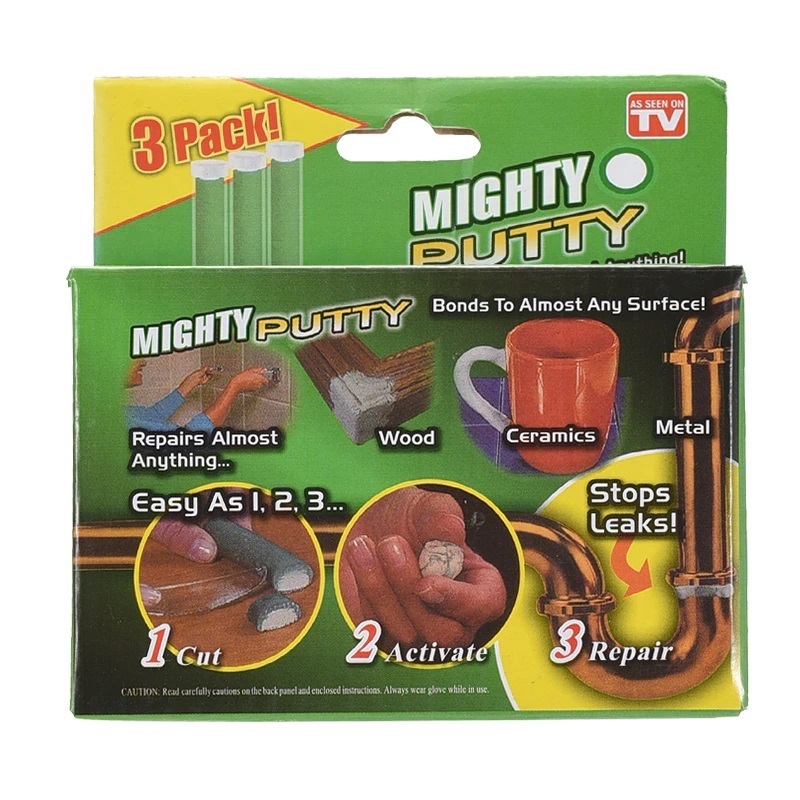 3 Pack!
AS SEEN ON
TV
MIGHTY
PUTTY
Anything!
MIGHTY PUTTY
Bonds To Almost Any Surface!
Repairs Almost
Anything...
Wood
Ceramics
Metal
Easy As 1, 2, 3...
Stops
Leaks!
1 Cut
2 Activate
3 Repair
CAUTION: Read carefully cautions on the back panel and enclosed instructions. Always wear glove while in use.